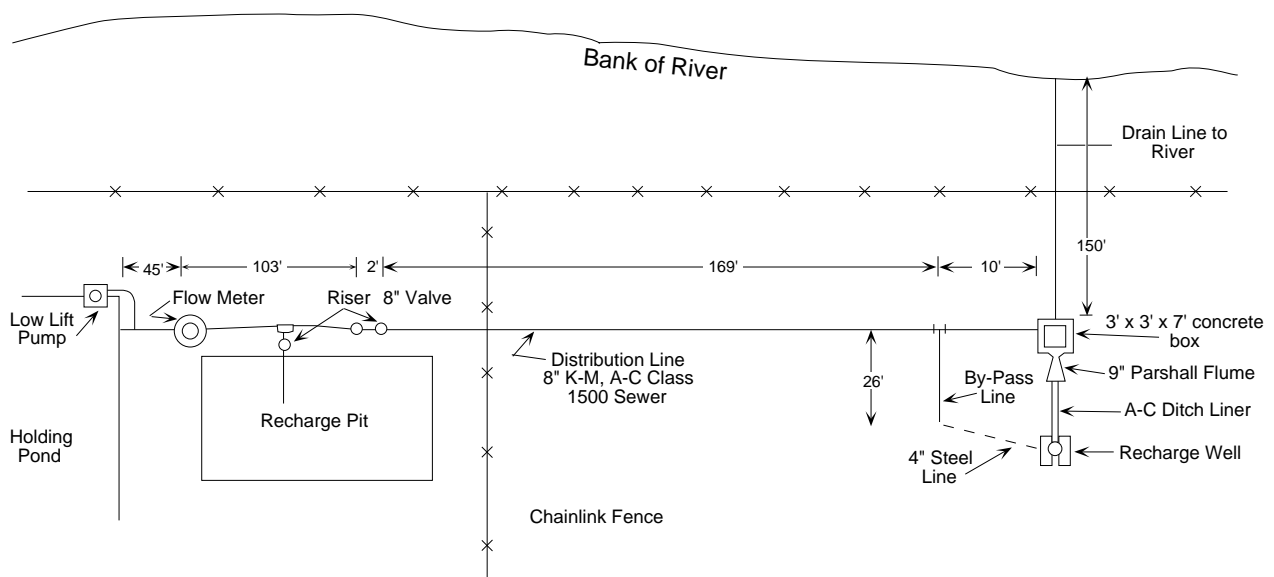 Bank of River
Drain Line to
River
150'
45'
103'
2'
169'
10'
Flow Meter
Riser
8" Valve
Low Lift
Pump
3' x 3' x 7' concrete
box
Distribution Line
8" K-M, A-C Class
1500 Sewer
26'
By-Pass
Line
9" Parshall Flume
A-C Ditch Liner
Recharge Pit
Holding
Pond
4" Steel
Line
Recharge Well
Chainlink Fence